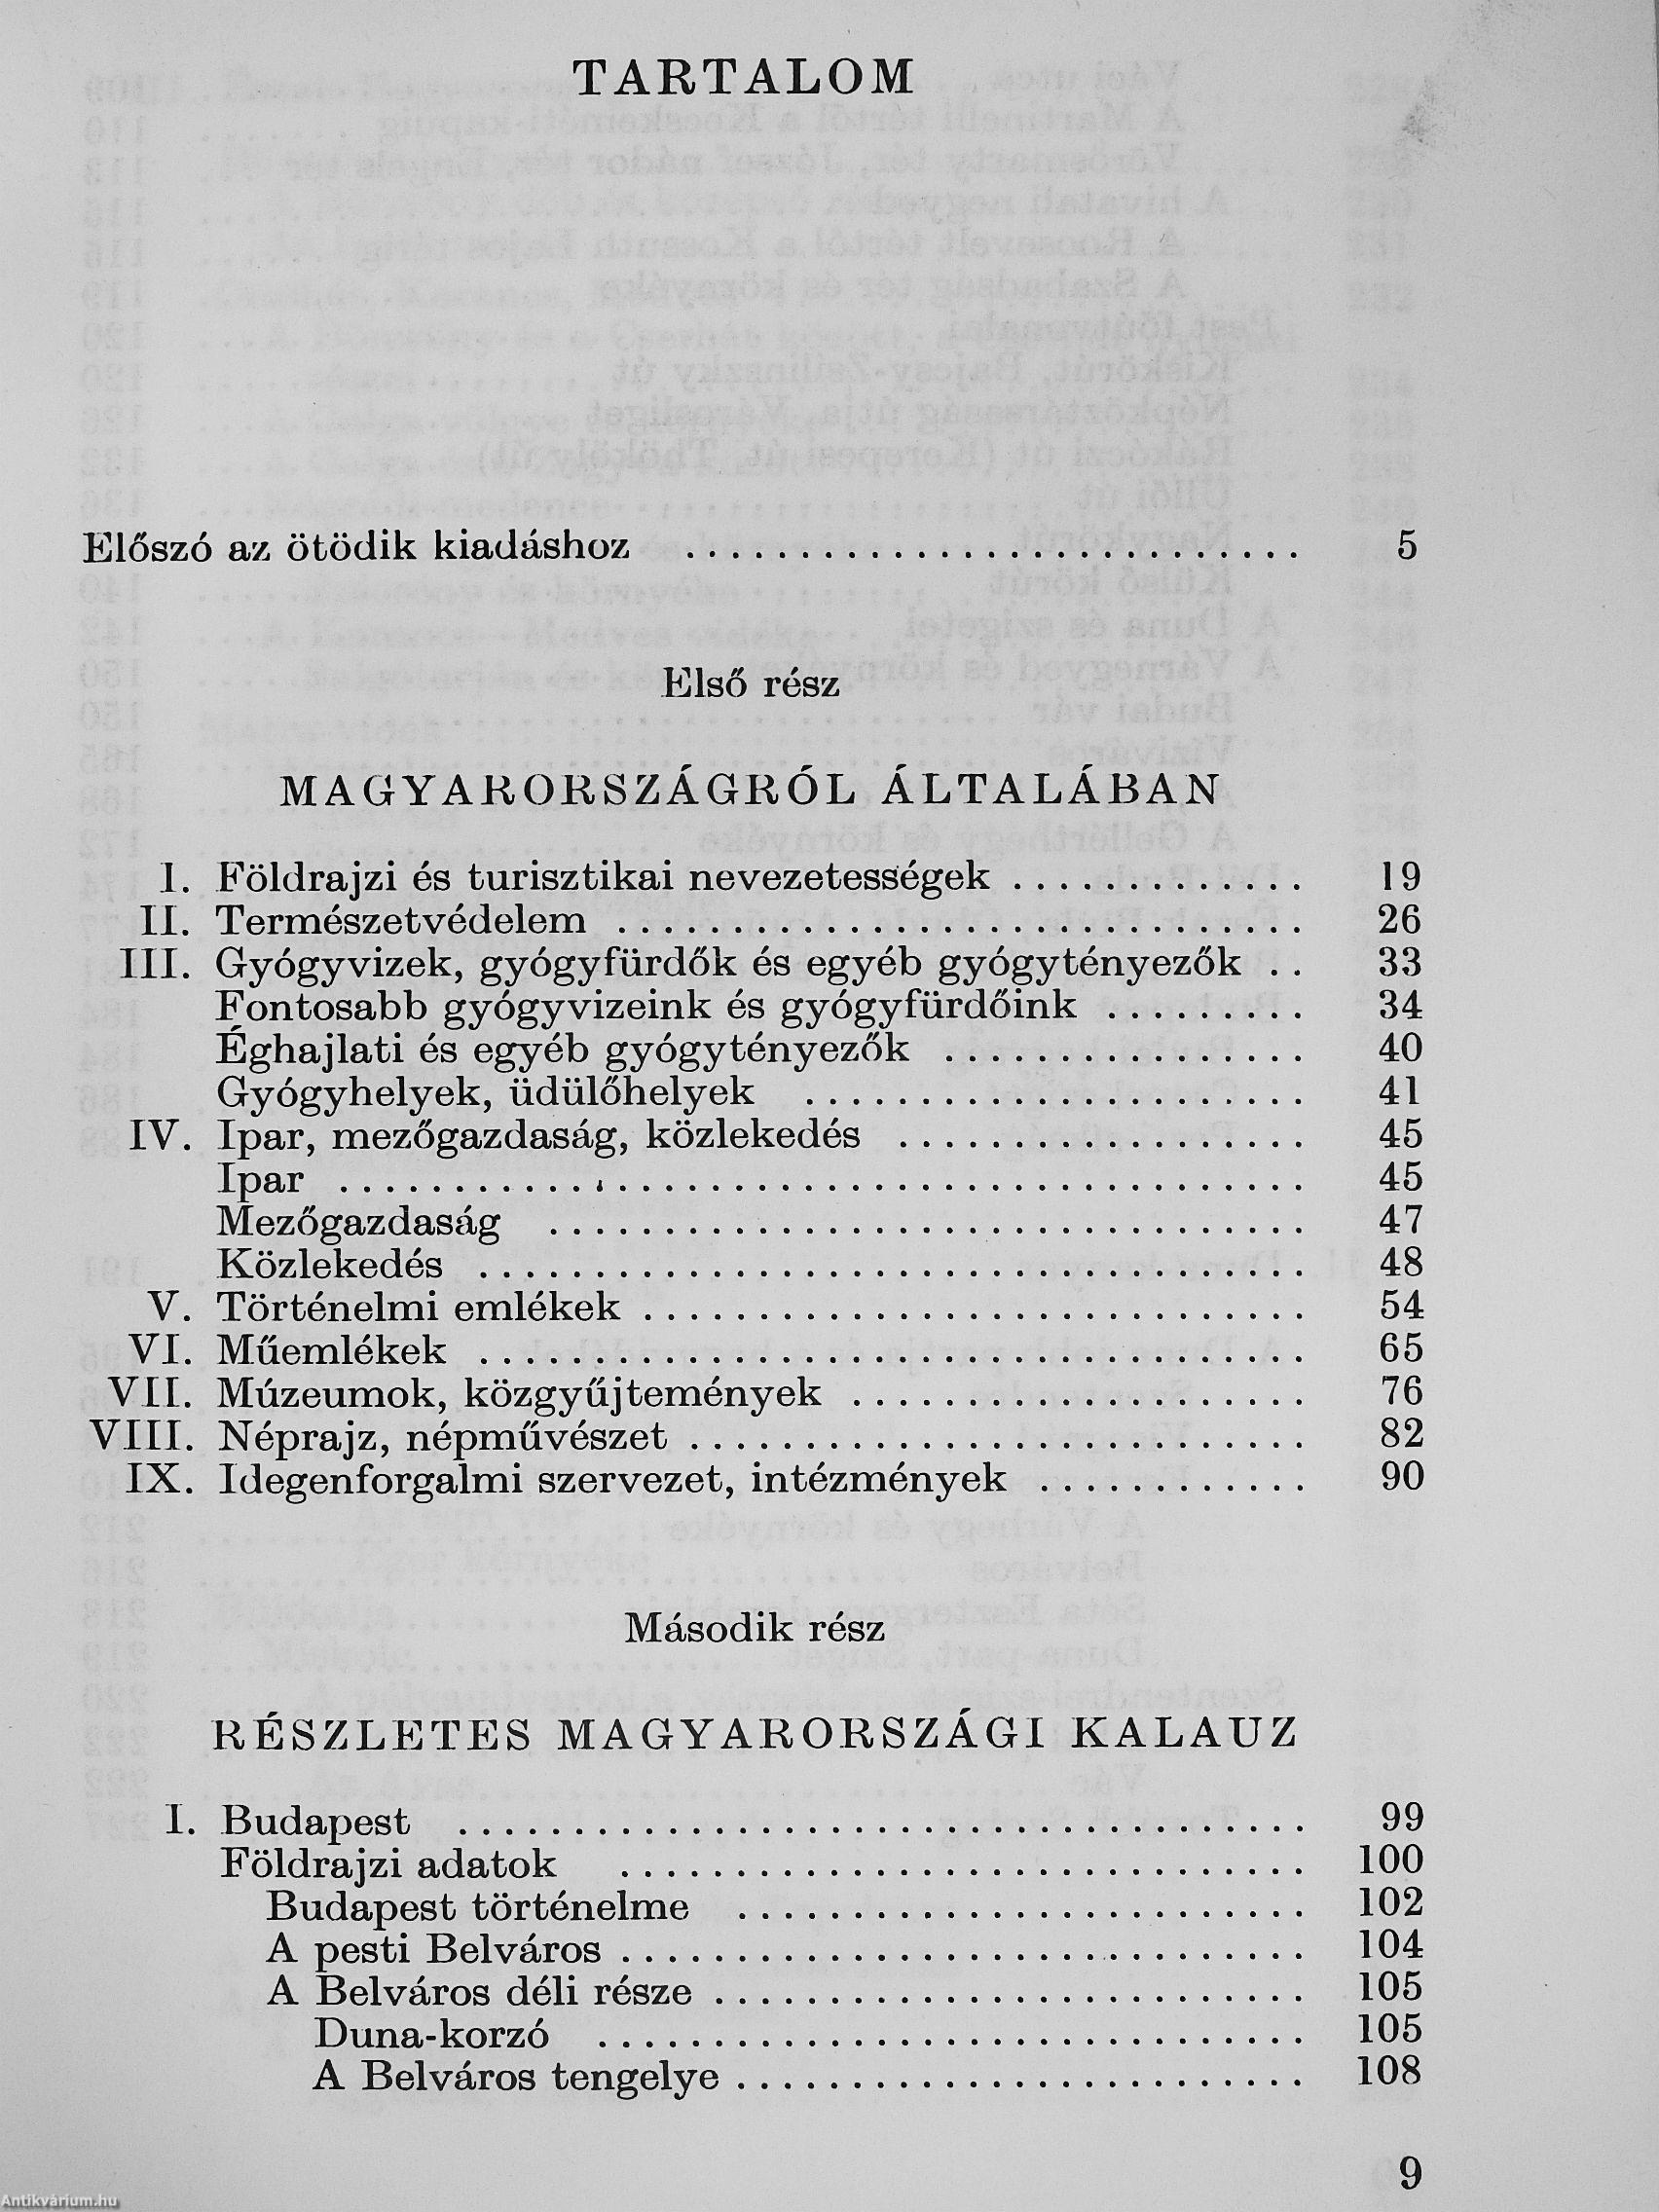 TARTALOM
Előszó az ötödik kiadáshoz .......................... 5
Első rész
MAGYARORSZÁGRÓL ÁLTALÁBAN
I. Földrajzi és turisztikai nevezetességek ............. 19
II. Természetvédelem .............................. 26
III. Gyógyvizek, gyógyfürdők és egyéb gyógytényezők .. 33
Fontosabb gyógyvizeink és gyógyfürdőink ......... 34
Éghajlati és egyéb gyógytényezők ................ 40
Gyógyhelyek, üdülőhelyek ...................... 41
IV. Ipar, mezőgazdaság, közlekedés .................. 45
Ipar .......................................... 45
Mezőgazdaság ................................. 47
Közlekedés .................................... 48
V. Történelmi emlékek ............................. 54
VI. Műemlékek .................................... 65
VII. Múzeumok, közgyűjtemények .................... 76
VIII. Néprajz, népművészet ........................... 82
IX. Idegenforgalmi szervezet, intézmények ............ 90
Második rész
RÉSZLETES MAGYARORSZÁGI KALAUZ
I. Budapest ..................................... 99
Földrajzi adatok .............................. 100
Budapest történelme ......................... 102
A pesti Belváros .............................. 104
A Belváros déli része .......................... 105
Duna-korzó ............................... 105
A Belváros tengelye ......................... 108
9
Antikvárium.hu